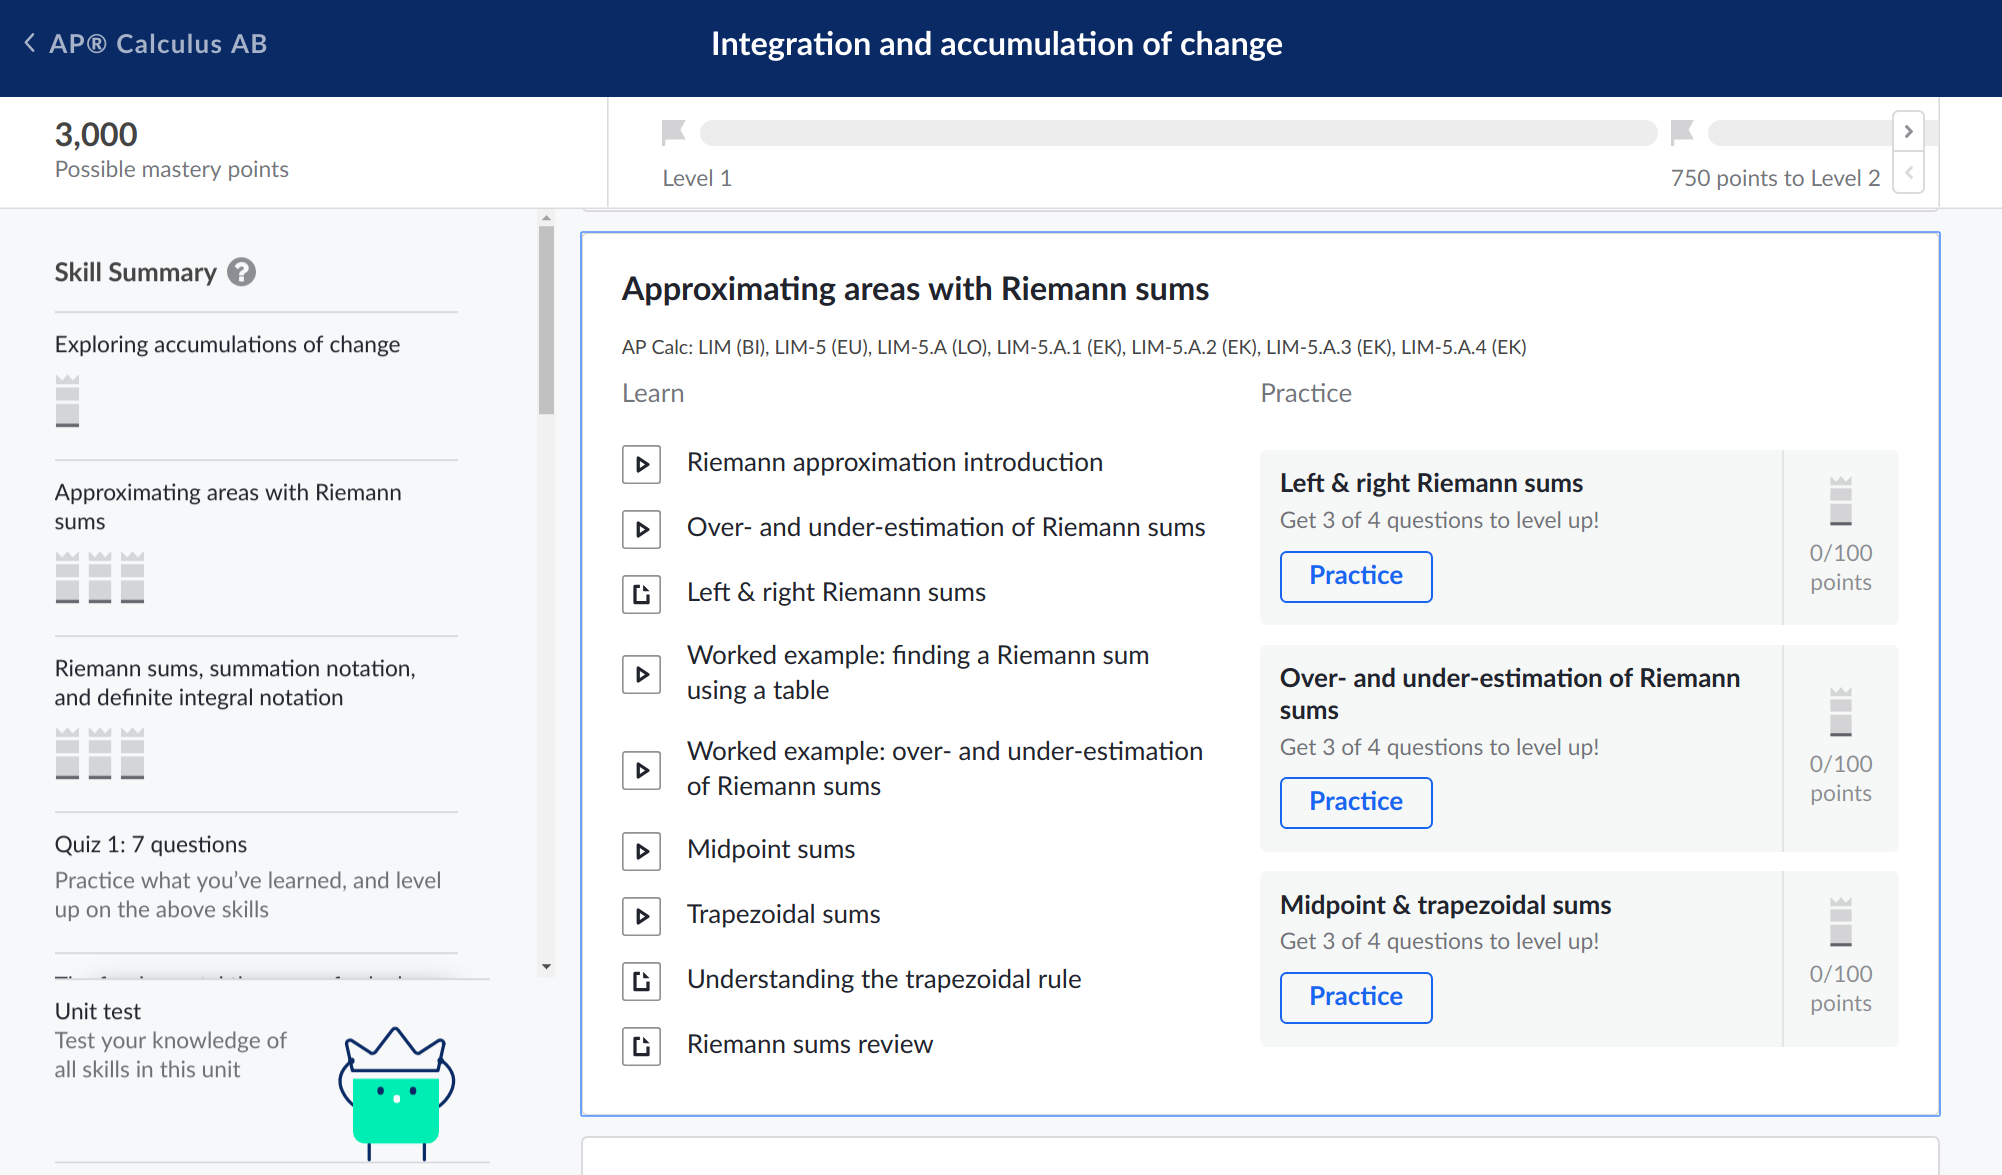 AP® Calculus AB
Integration and accumulation of change
3,000
Possible mastery points
Level 1
750 points to Level 2
Skill Summary
?
Exploring accumulations of change
Approximating areas with Riemann
sums
Riemann sums, summation notation,
and definite integral notation
Quiz 1: 7 questions
Practice what you’ve learned, and level
up on the above skills
Unit test
Test your knowledge of
all skills in this unit
Approximating areas with Riemann sums
AP Calc: LIM (BI), LIM‑5 (EU), LIM‑5.A (LO), LIM‑5.A.1 (EK), LIM‑5.A.2 (EK), LIM‑5.A.3 (EK), LIM‑5.A.4 (EK)
Learn
Riemann approximation introduction
Over- and under-estimation of Riemann sums
Left & right Riemann sums
Worked example: finding a Riemann sum
using a table
Worked example: over- and under-estimation
of Riemann sums
Midpoint sums
Trapezoidal sums
Understanding the trapezoidal rule
Riemann sums review
Practice
Left & right Riemann sums
Get 3 of 4 questions to level up!
Practice
0/100
points
Over- and under-estimation of Riemann
sums
Get 3 of 4 questions to level up!
Practice
0/100
points
Midpoint & trapezoidal sums
Get 3 of 4 questions to level up!
Practice
0/100
points